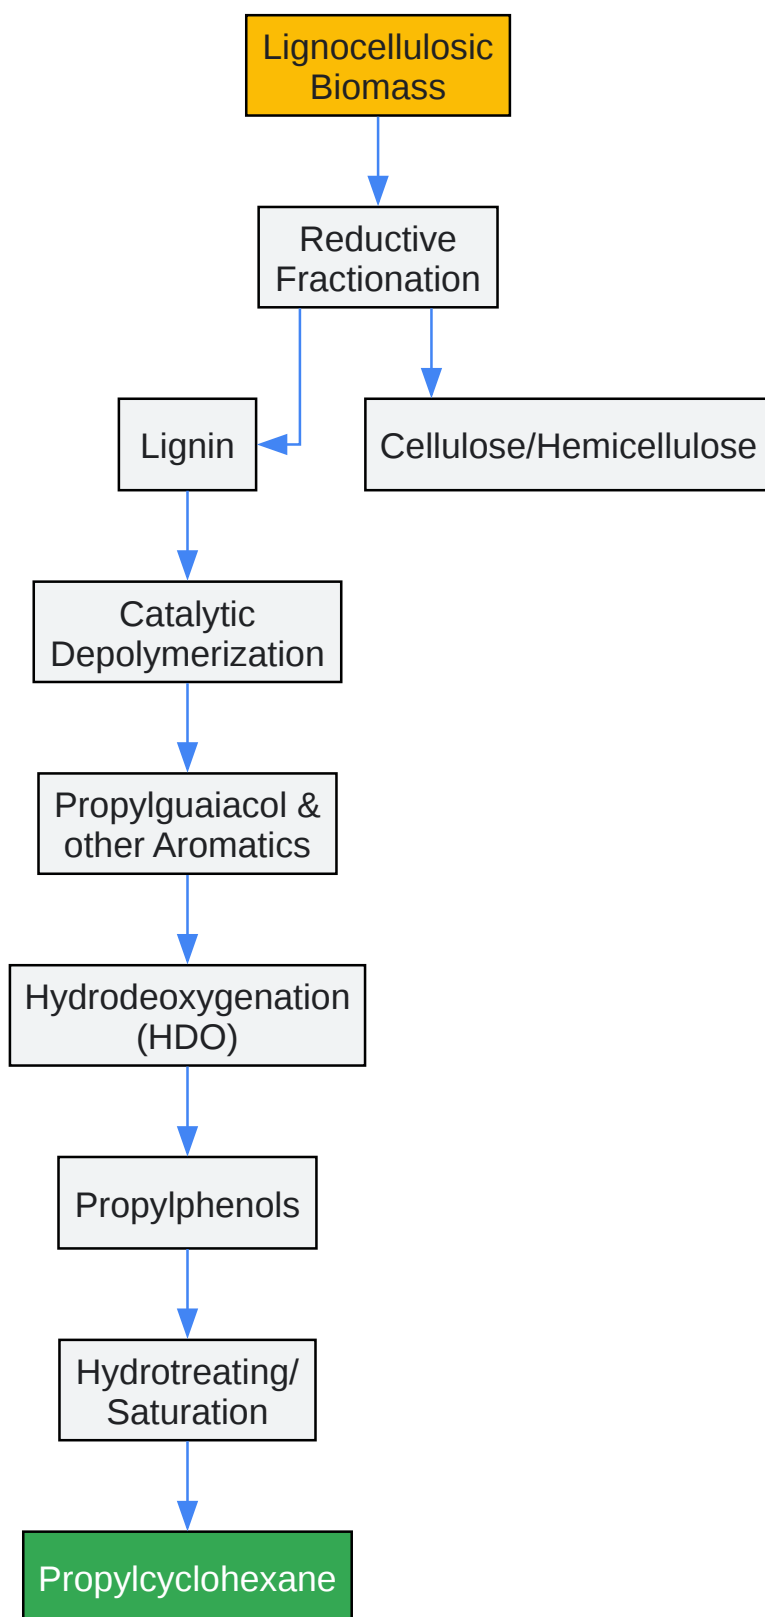 Lignocellulosic
Biomass
Reductive
Fractionation
Lignin
Cellulose/Hemicellulose
Catalytic
Depolymerization
Propylguaiacol &
other Aromatics
Hydrodeoxygenation
(HDO)
Propylphenols
Hydrotreating/
Saturation
Propylcyclohexane